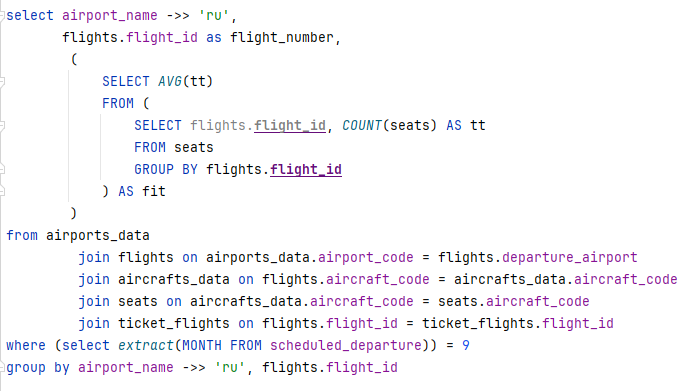 select airport_name ->> 'ru',
flights.flight_id as flight_number,
(
SELECT AVG(tt)
FROM (
SELECT flights.flight_id, COUNT(seats) AS tt
FROM seats
GROUP BY flights.flight_id
) AS fit
)
from airports_data
join flights on airports_data.airport_code = flights.departure_airport
join aircrafts_data on flights.aircraft_code = aircrafts_data.aircraft_code
join seats on aircrafts_data.aircraft_code = seats.aircraft_code
join ticket_flights on flights.flight_id = ticket_flights.flight_id
where (select extract(MONTH FROM scheduled_departure)) = 9
group by airport_name ->> 'ru', flights.flight_id